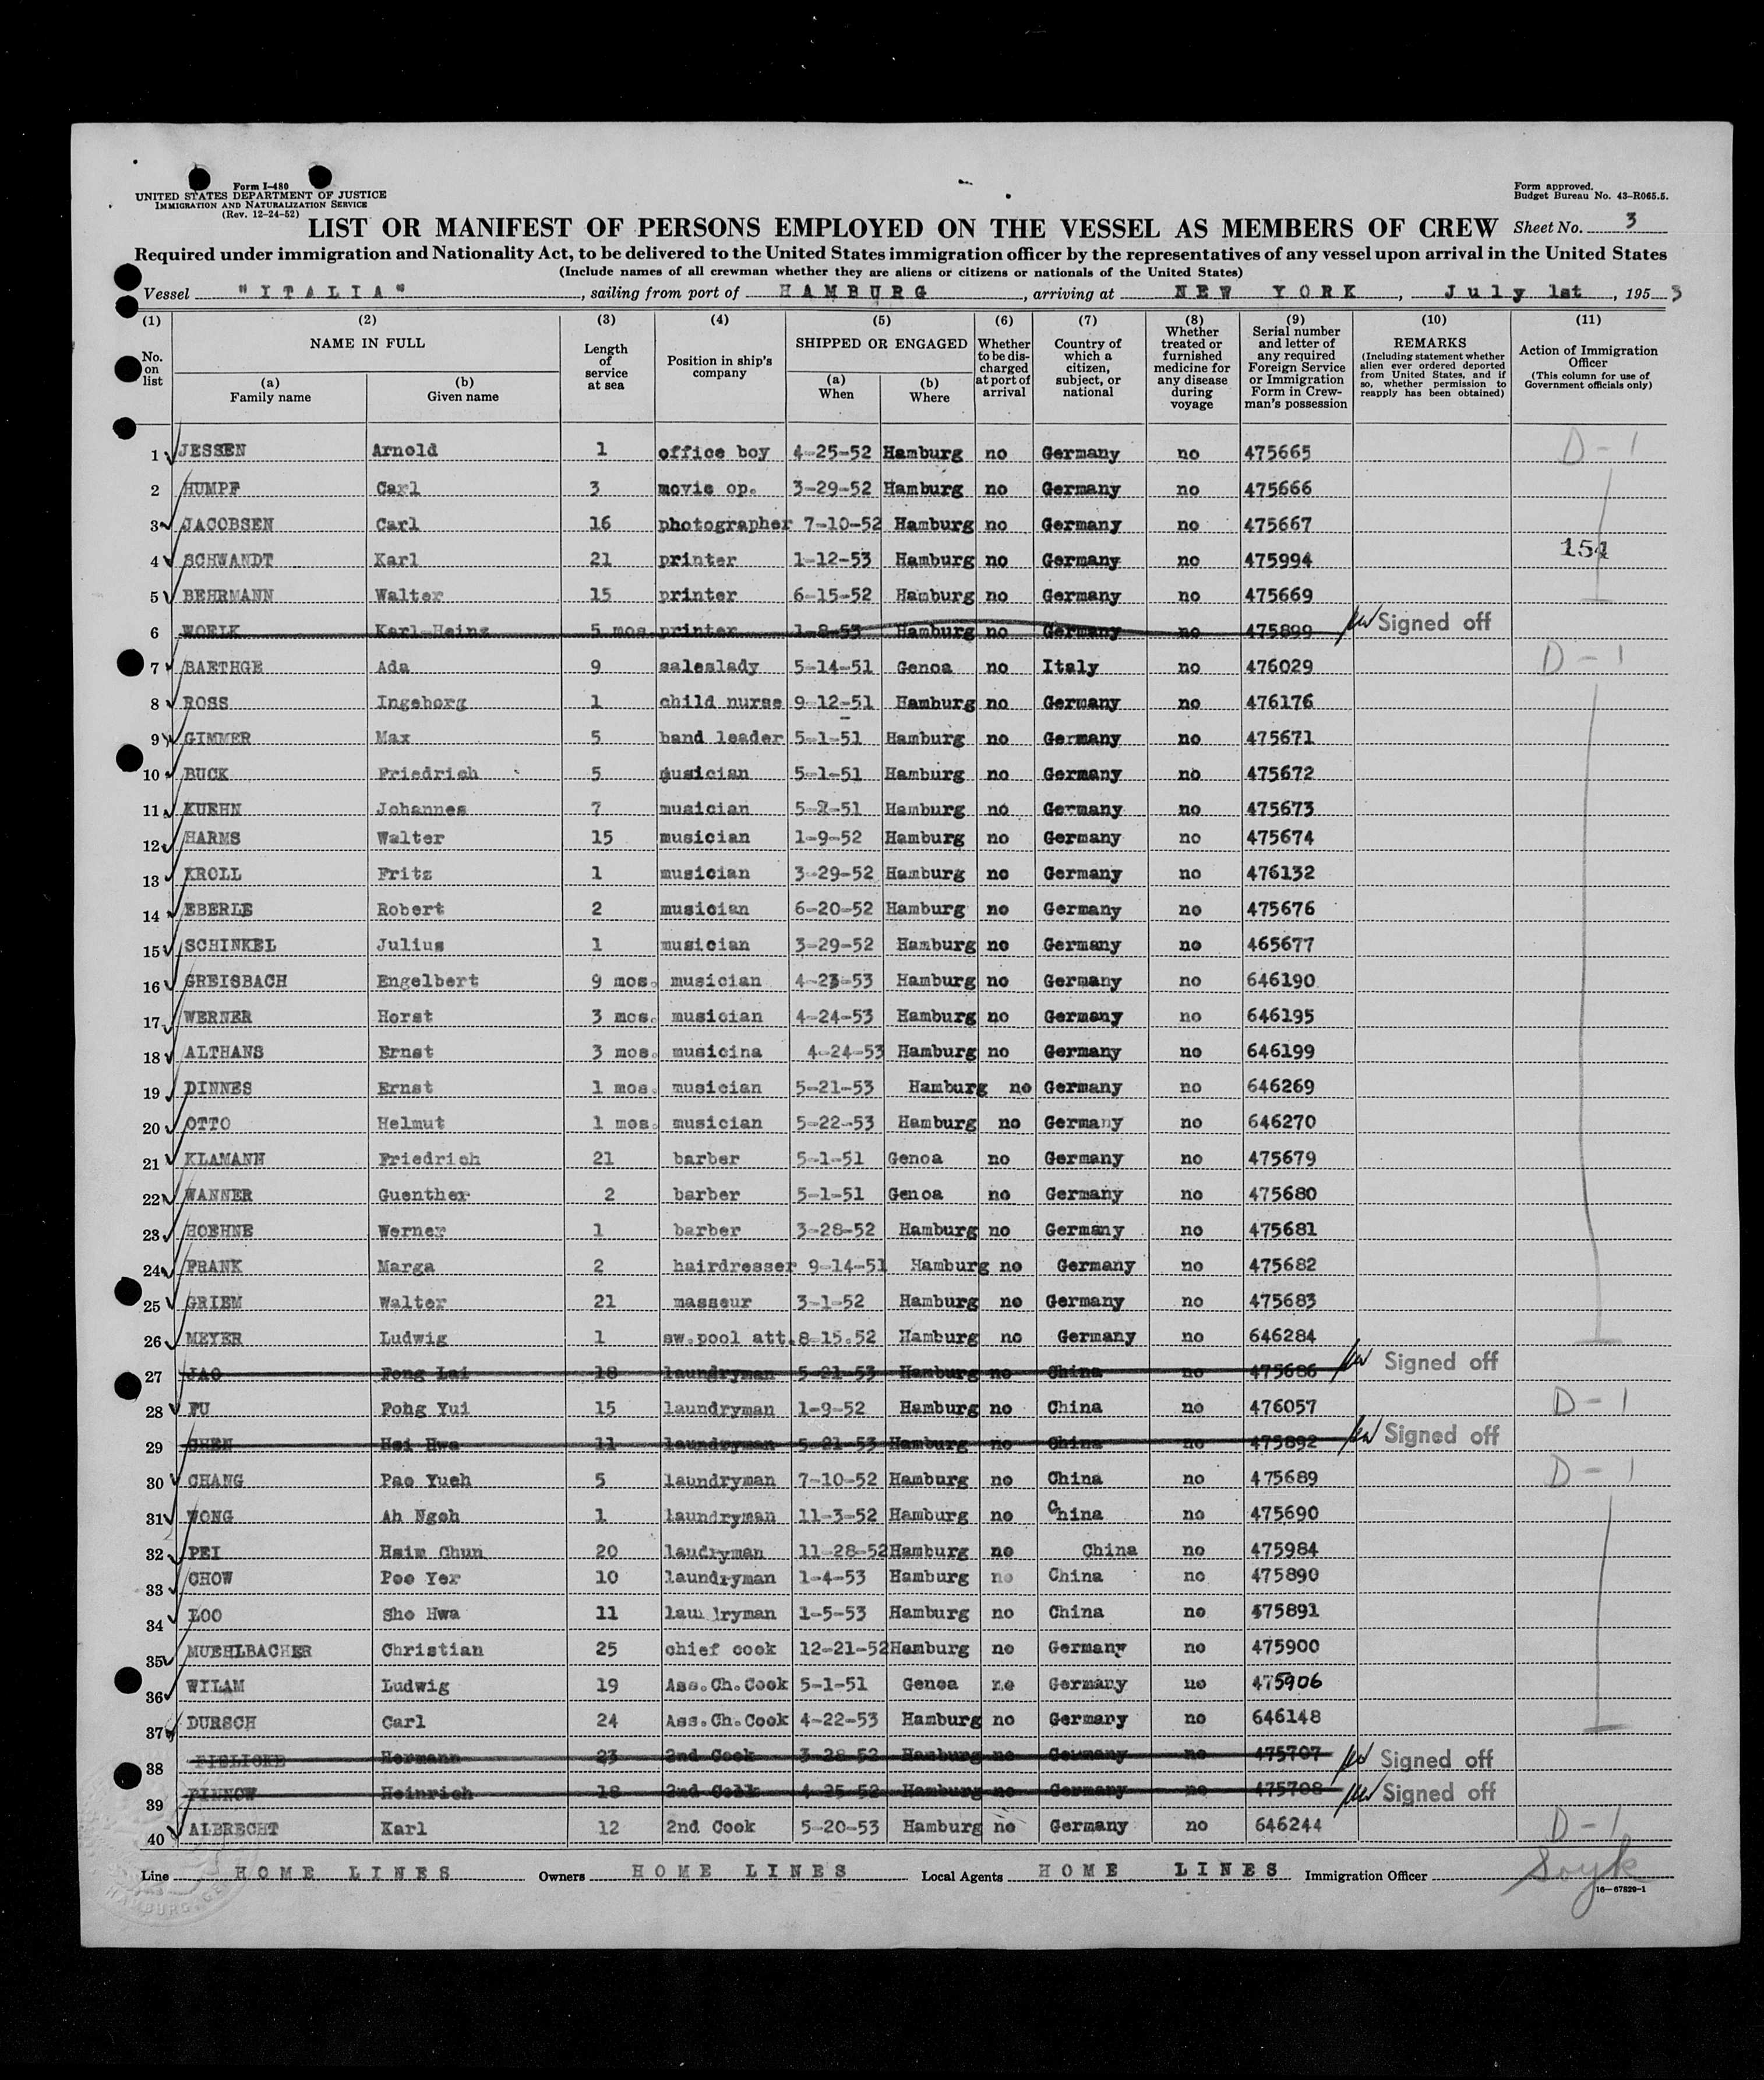 Form I-480
UNITED STATES DEPARTMENT OF JUSTICE
IMMIGRATION AND NATURALIZATION SERVICE
(Rev. 12-24-52)
Form approved.
Budget Bureau No. 43-R065.5.
LIST OR MANIFEST OF PERSONS EMPLOYED ON THE VESSEL AS MEMBERS OF CREW Sheet No. 3
Required under immigration and Nationality Act, to be delivered to the United States immigration officer by the representatives of any vessel upon arrival in the United States
(Include names of all crewman whether they are aliens or citizens or nationals of the United States)
Vessel "ITALIA", sailing from port of HAMBURG, arriving at NEW YORK, July 1st, 1953
(1) (2) (3) (4) (5) (6) (7) (8) (9) (10) (11)
No. on list
NAME IN FULL
(a) Family name
(b) Given name
Length of service at sea
Position in ship's company
SHIPPED OR ENGAGED
(a) When
(b) Where
Whether to be discharged at port of arrival
Country of which a citizen, subject, or national
Whether treated or furnished medicine for any disease during voyage
Serial number and letter of any required Foreign Service or Immigration Form in Crewman's possession
REMARKS
(Including statement whether alien ever ordered deported from United States, and if so, whether permission to reapply has been obtained)
Action of Immigration Officer
(This column for use of Government officials only)
1 JESSEN Arnold 1 office boy 4-25-52 Hamburg no Germany no 475665 D-1
2 HUMPF Carl 3 movie op. 3-29-52 Hamburg no Germany no 475666
3 JACOBSEN Carl 16 photographer 7-10-52 Hamburg no Germany no 475667
4 SCHWANDT Karl 21 printer 1-12-53 Hamburg no Germany no 475994 154
5 BEHRMANN Walter 15 printer 6-15-52 Hamburg no Germany no 475669
6 WOELK Karl-Heinz 5 mos. printer 1-8-53 Hamburg no Germany no 475899 Signed off
7 BAETHGE Ada 9 saleslady 5-14-51 Genoa no Italy no 476029 D-1
8 ROSS Ingeborg 1 child nurse 9-12-51 Hamburg no Germany no 476176
9 GIMMER Max 5 band leader 5-1-51 Hamburg no Germany no 475671
10 BUCK Friedrich 5 musician 5-1-51 Hamburg no Germany no 475672
11 KUEHN Johannes 7 musician 5-1-51 Hamburg no Germany no 475673
12 HARMS Walter 15 musician 1-9-52 Hamburg no Germany no 475674
13 KROLL Fritz 1 musician 3-29-52 Hamburg no Germany no 476132
14 EBERLE Robert 2 musician 6-20-52 Hamburg no Germany no 475676
15 SCHINKEL Julius 1 musician 3-29-52 Hamburg no Germany no 465677
16 GREISBACH Engelbert 9 mos. musician 4-23-53 Hamburg no Germany no 646190
17 WERNER Horst 3 mos. musician 4-24-53 Hamburg no Germany no 646195
18 ALTHANS Ernst 3 mos. musicina 4-24-53 Hamburg no Germany no 646199
19 DINNES Ernst 1 mos. musician 5-21-53 Hamburg no Germany no 646269
20 OTTO Helmut 1 mos. musician 5-22-53 Hamburg no Germany no 646270
21 KLAMANN Friedrich 21 barber 5-1-51 Genoa no Germany no 475679
22 WANNER Guenther 2 barber 5-1-51 Genoa no Germany no 475680
23 HOEHNE Werner 1 barber 3-28-52 Hamburg no Germany no 475681
24 FRANK Marga 2 hairdresser 9-14-51 Hamburg no Germany no 475682
25 GRIEM Walter 21 masseur 3-1-52 Hamburg no Germany no 475683
26 MEYER Ludwig 1 sw.pool att. 8-15.52 Hamburg no Germany no 646284
27 JAO Fong Lai 18 laundryman 5-21-53 Hamburg no China no 475686 Signed off
28 FU Pohg Yui 15 laundryman 1-9-52 Hamburg no China no 476057 D-1
29 CHEN Hsi Hwa 11 laundryman 5-21-53 Hamburg no China no 475892 Signed off
30 CHANG Pao Yueh 5 laundryman 7-10-52 Hamburg no China no 475689 D-1
31 WONG Ah Ngoh 1 laundryman 11-3-52 Hamburg no China no 475690
32 PEI Hsim Chun 20 laudryman 11-28-52 Hamburg no China no 475984
33 CHOW Poo Yer 10 laundryman 1-4-53 Hamburg no China no 475890
34 LOO Sho Hwa 11 laundryman 1-5-53 Hamburg no China no 475891
35 MUEHLBACHER Christian 25 chief cook 12-21-52 Hamburg no Germany no 475900
36 WILAM Ludwig 19 Ass.Ch.Cook 5-1-51 Genoa no Germany no 475906
37 DURSCH Carl 24 Ass.Ch.Cook 4-22-53 Hamburg no Germany no 646148
38 FIELICKE Hermann 23 2nd Cook 3-28-52 Hamburg no Germany no 475707 Signed off
39 PINNOW Heinrich 18 2nd Cook 4-25-52 Hamburg no Germany no 475708 Signed off
40 ALBRECHT Karl 12 2nd Cook 5-20-53 Hamburg no Germany no 646244 D-1
Line HOME LINES Owners HOME LINES Local Agents HOME LINES Immigration Officer Soyk
16-67829-1